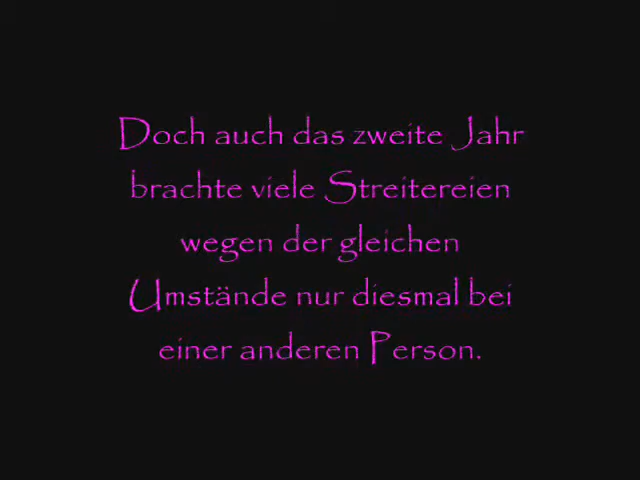 Doch auch das zweite Jahr
brachte viele Streitereien
wegen der gleichen
Umstände nur diesmal bei
einer anderen Person.